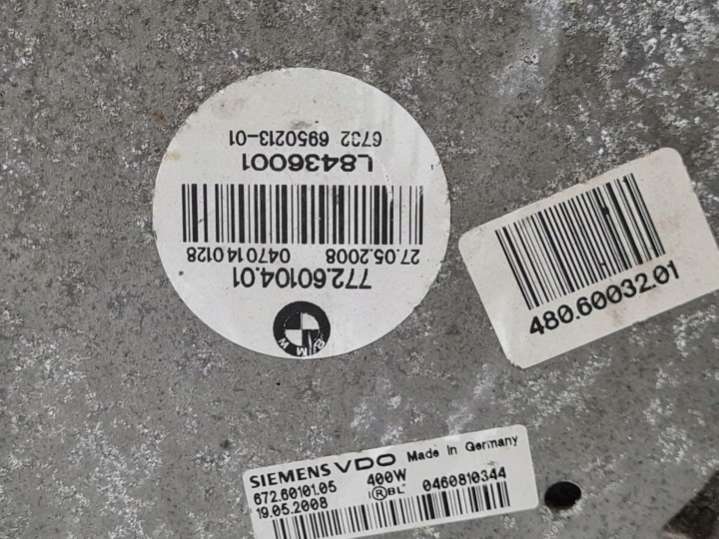 BMW
772.60104.01
27.05.2008 0470140128
L8436001
6732 6950213-01
480.60032.01
SIEMENS VDO Made in Germany
672.60101.05 400W
19.05.2008 I®BL 0460810344